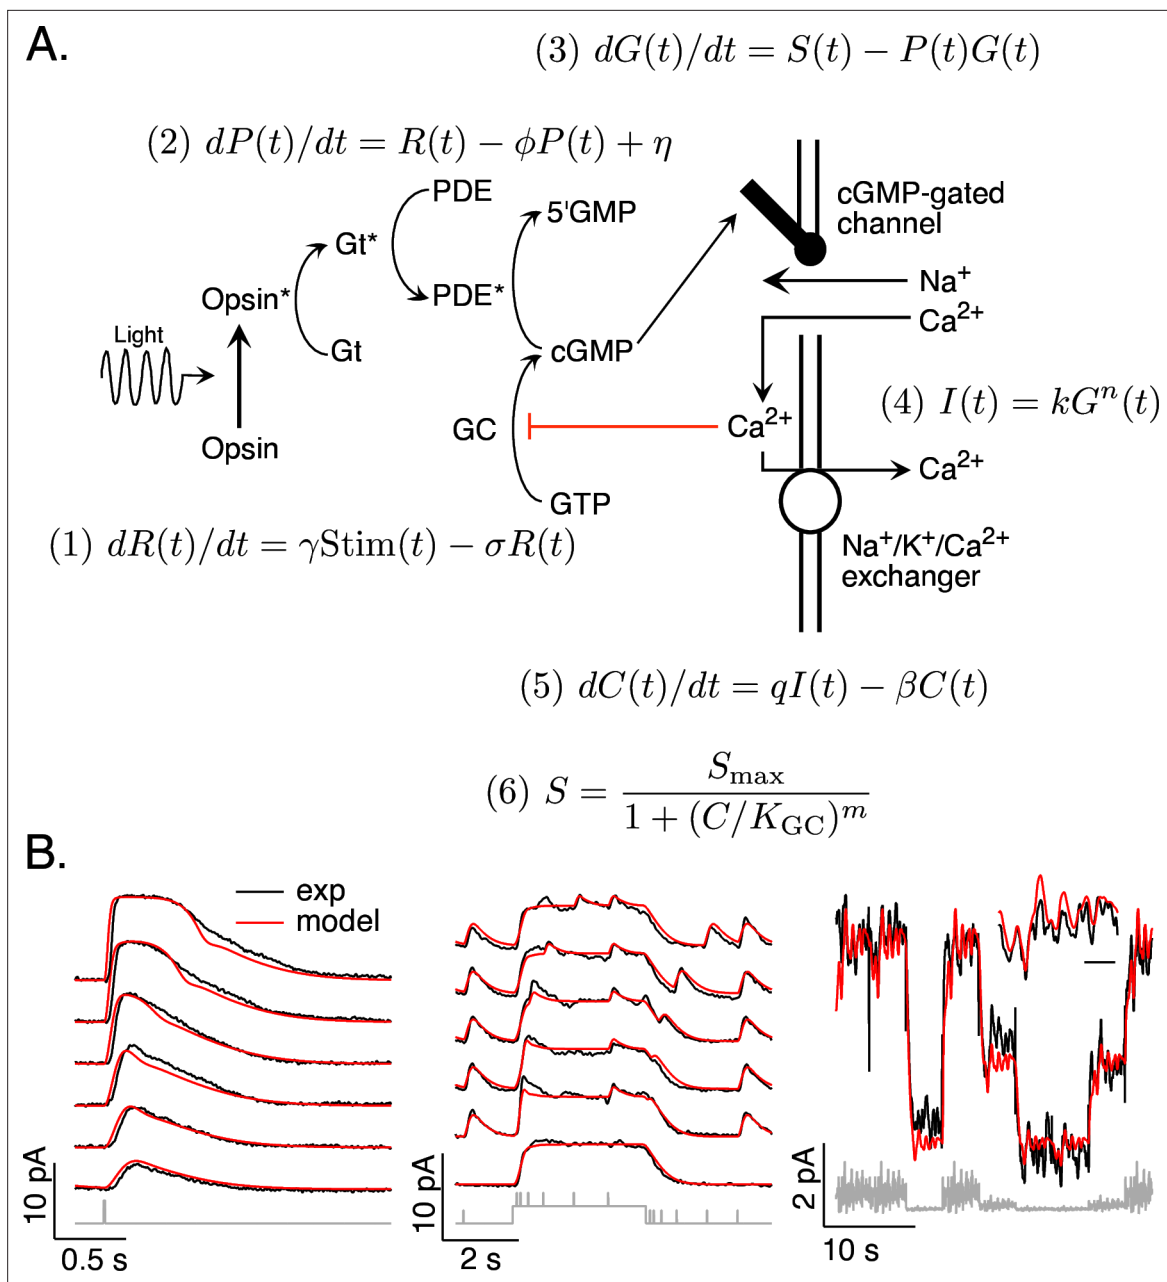 A.
(3) dG(t)/dt = S(t) − P(t)G(t)
(2) dP(t)/dt = R(t) − ϕP(t) + η
PDE
5'GMP
cGMP-gated
channel
Gt*
Opsin*
PDE*
Na⁺
Ca²⁺
Light
Gt
cGMP
(4) I(t) = kGⁿ(t)
GC
Ca²⁺
Opsin
Ca²⁺
GTP
(1) dR(t)/dt = γStim(t) − σR(t)
Na⁺/K⁺/Ca²⁺
exchanger
(5) dC(t)/dt = qI(t) − βC(t)
(6) S = S_max / 1 + (C/K_GC)^m
B.
exp
model
10 pA
0.5 s
10 pA
2 s
2 pA
10 s